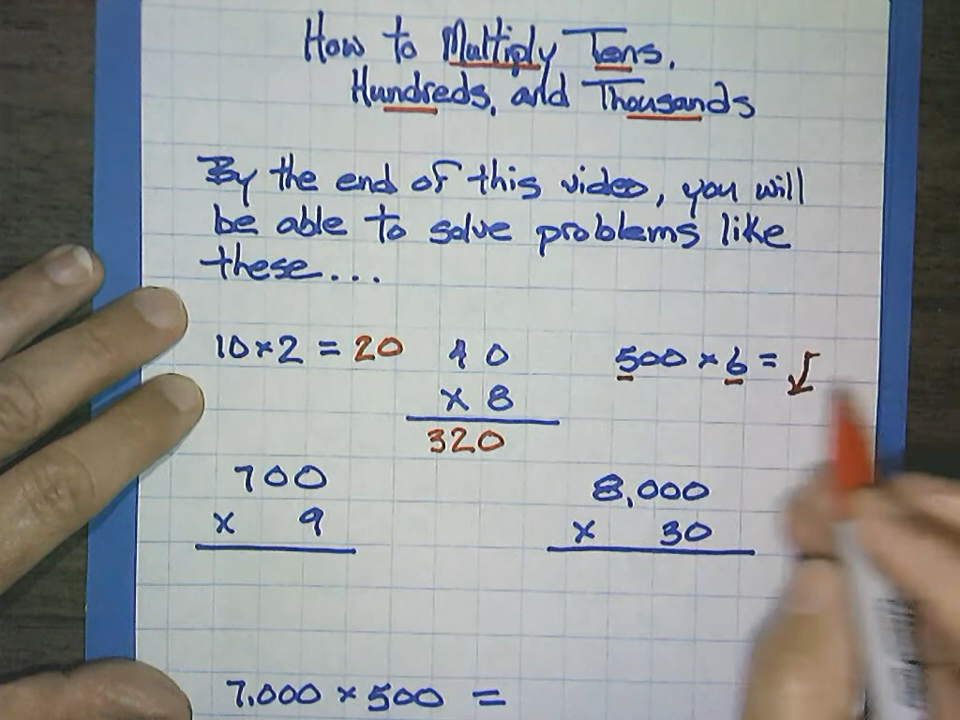 How to Multiply Tens,
Hundreds, and Thousands
By the end of this video, you will
be able to solve problems like
these...
10×2 = 20
40
× 8
320
500 × 6 =
700
× 9
8,000
× 30
7,000 × 500 =